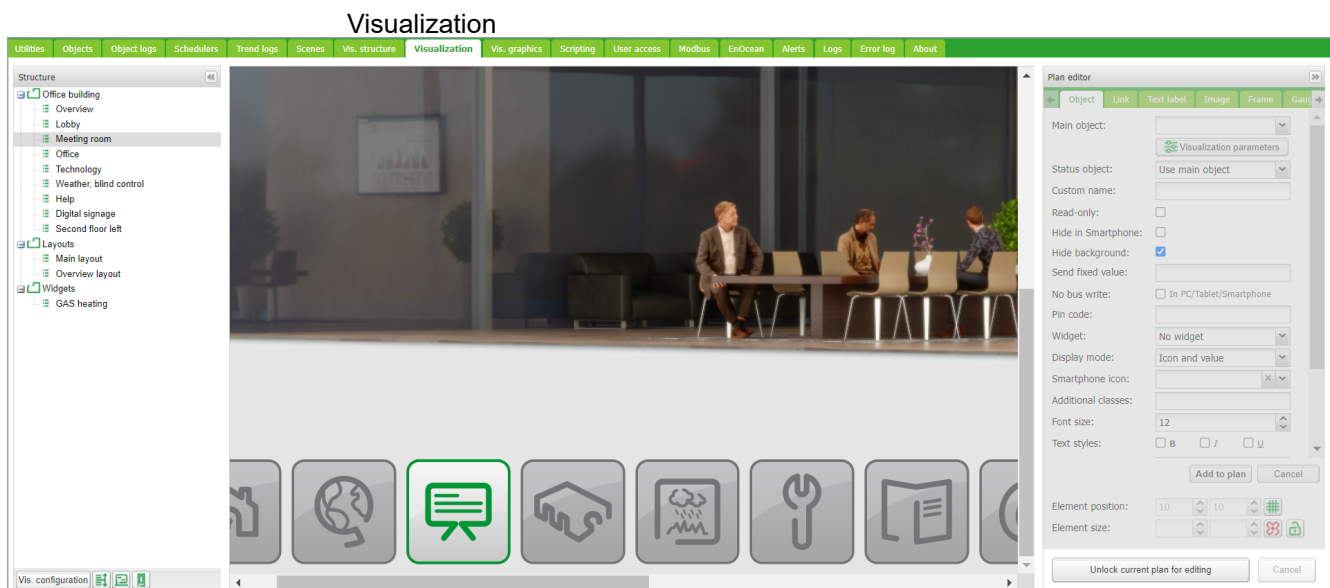 Visualization
Utilities Objects Object logs Schedulers Trend logs Scenes Vis. structure Visualization Vis. graphics Scripting User access Modbus EnOcean Alerts Logs Error log About
Structure
Office building
Overview
Lobby
Meeting room
Office
Technology
Weather, blind control
Help
Digital signage
Second floor left
Layouts
Main layout
Overview layout
Widgets
GAS heating
Vis. configuration
Plan editor
Object Link Text label Image Frame Gaug
Main object:
Visualization parameters
Status object: Use main object
Custom name:
Read-only:
Hide in Smartphone:
Hide background:
Send fixed value:
No bus write: In PC/Tablet/Smartphone
Pin code:
Widget: No widget
Display mode: Icon and value
Smartphone icon:
Additional classes:
Font size: 12
Text styles: B I U
Add to plan Cancel
Element position: 10 10
Element size:
Unlock current plan for editing Cancel